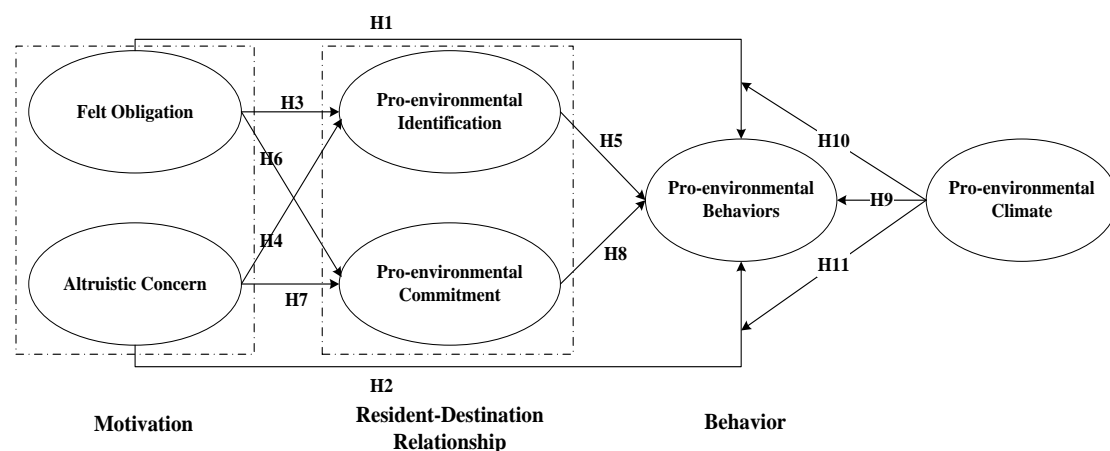 H1
Felt Obligation
H3
Pro-environmental
Identification
H5
H10
H6
Pro-environmental
Behaviors
H9
Pro-environmental
Climate
H4
H8
H11
Altruistic Concern
H7
Pro-environmental
Commitment
H2
Motivation
Resident-Destination
Relationship
Behavior